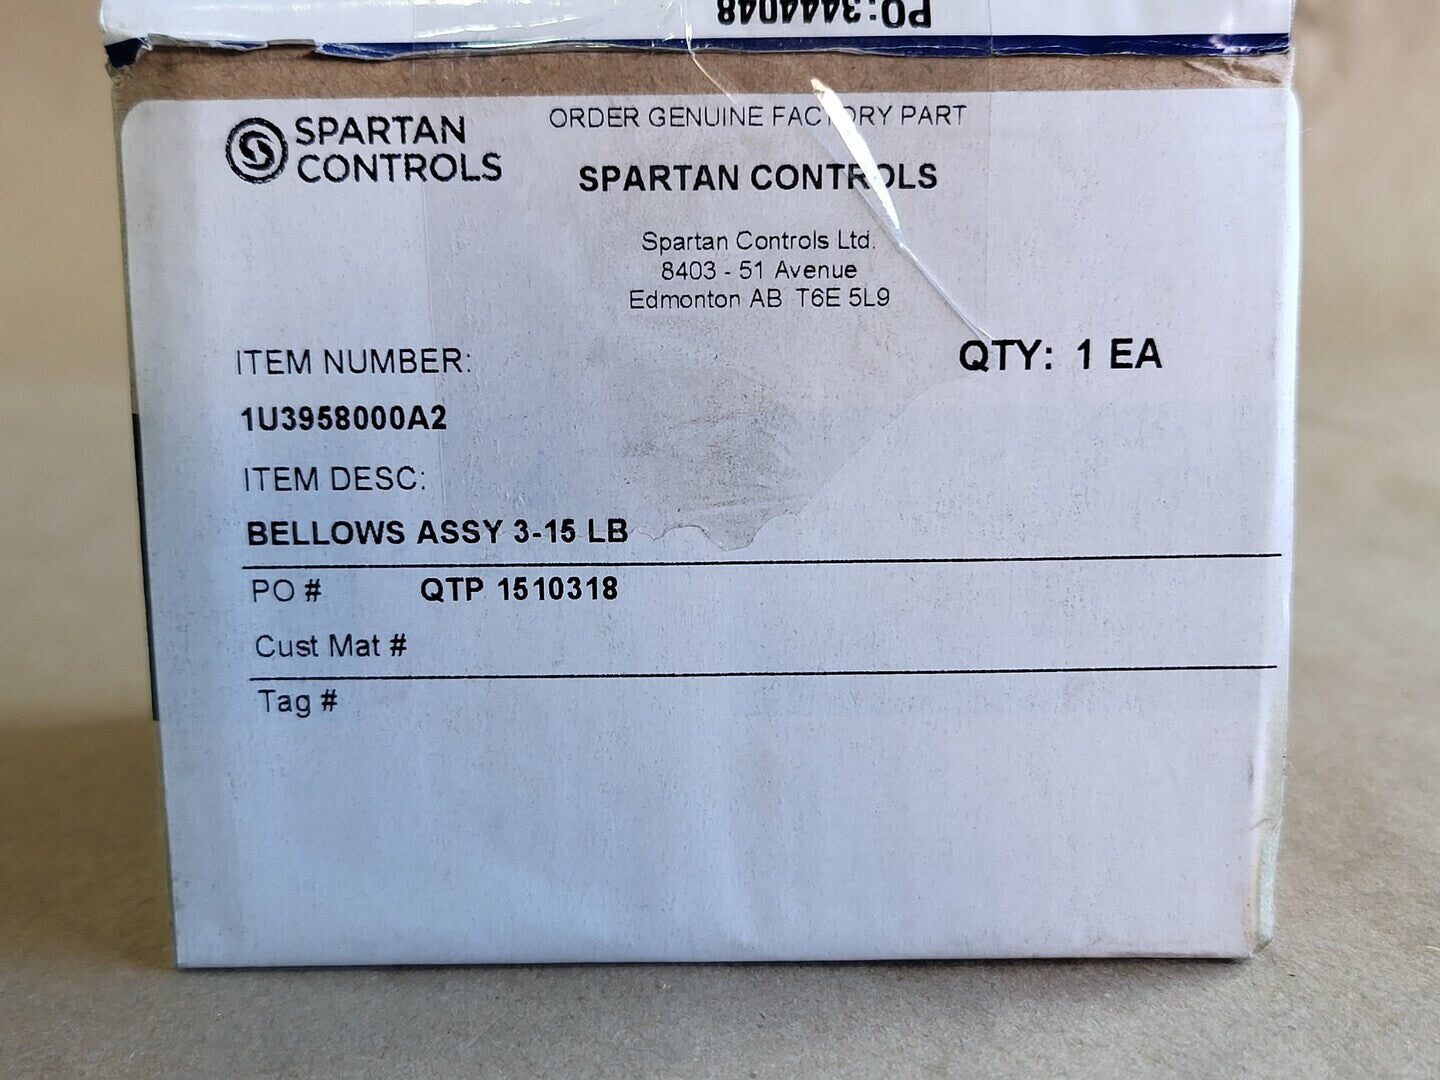 PO:3444048
SPARTAN
CONTROLS
ORDER GENUINE FACTORY PART
SPARTAN CONTROLS
Spartan Controls Ltd.
8403 - 51 Avenue
Edmonton AB T6E 5L9
ITEM NUMBER:
QTY: 1 EA
1U3958000A2
ITEM DESC:
BELLOWS ASSY 3-15 LB
PO # QTP 1510318
Cust Mat #
Tag #